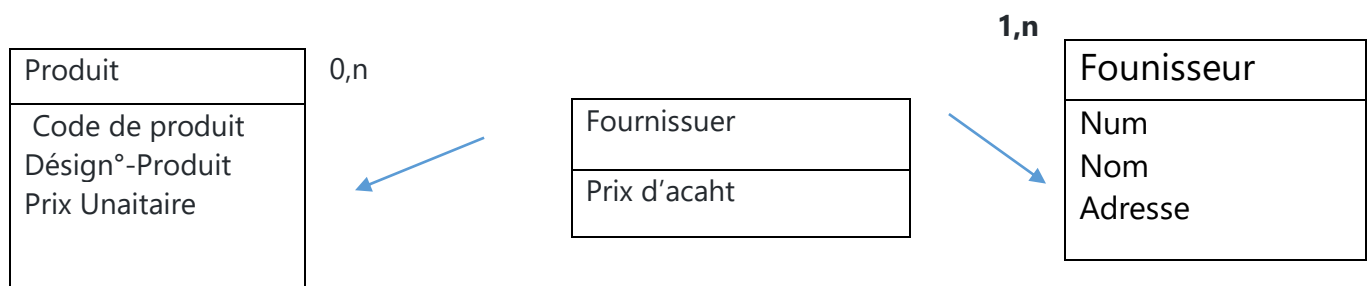 Produit
Code de produit
Désign°-Produit
Prix Unaitaire
0,n
Fournissuer
Prix d’acaht
1,n
Founisseur
Num
Nom
Adresse